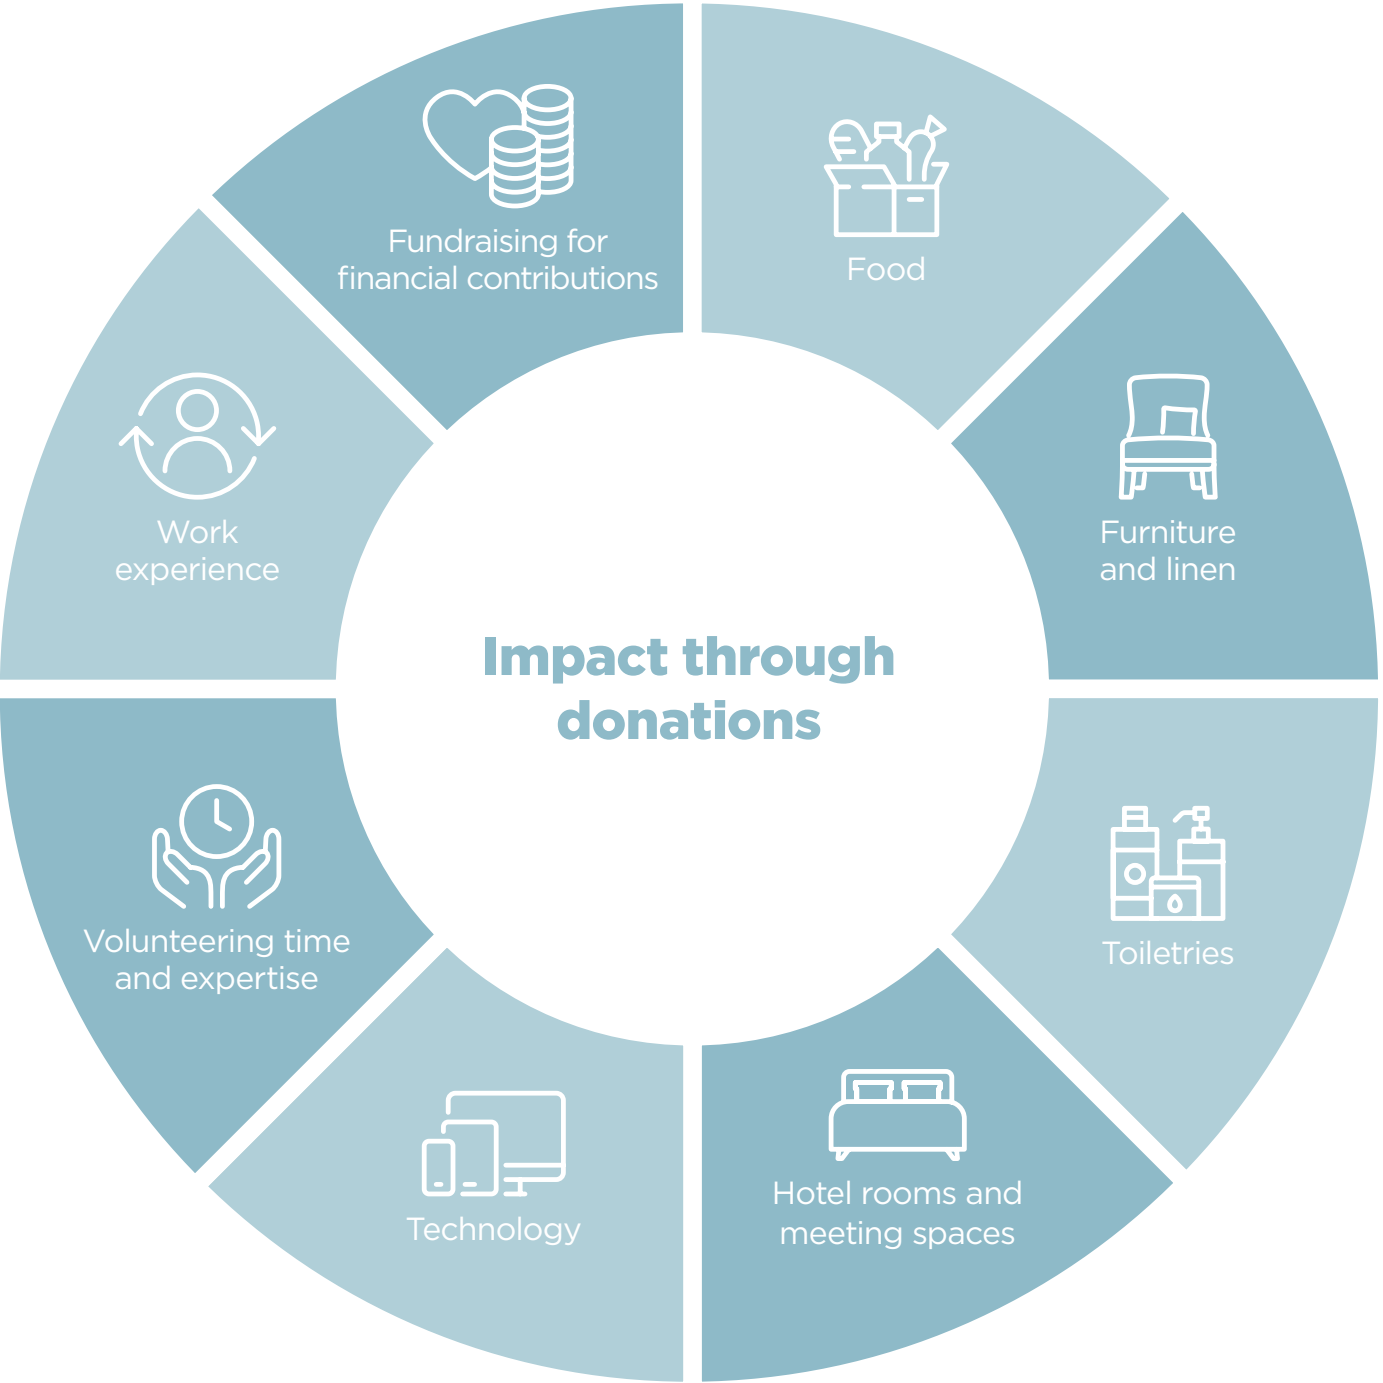 Fundraising for
financial contributions
Food
Furniture
and linen
Toiletries
Hotel rooms and
meeting spaces
Technology
Volunteering time
and expertise
Work
experience
Impact through
donations